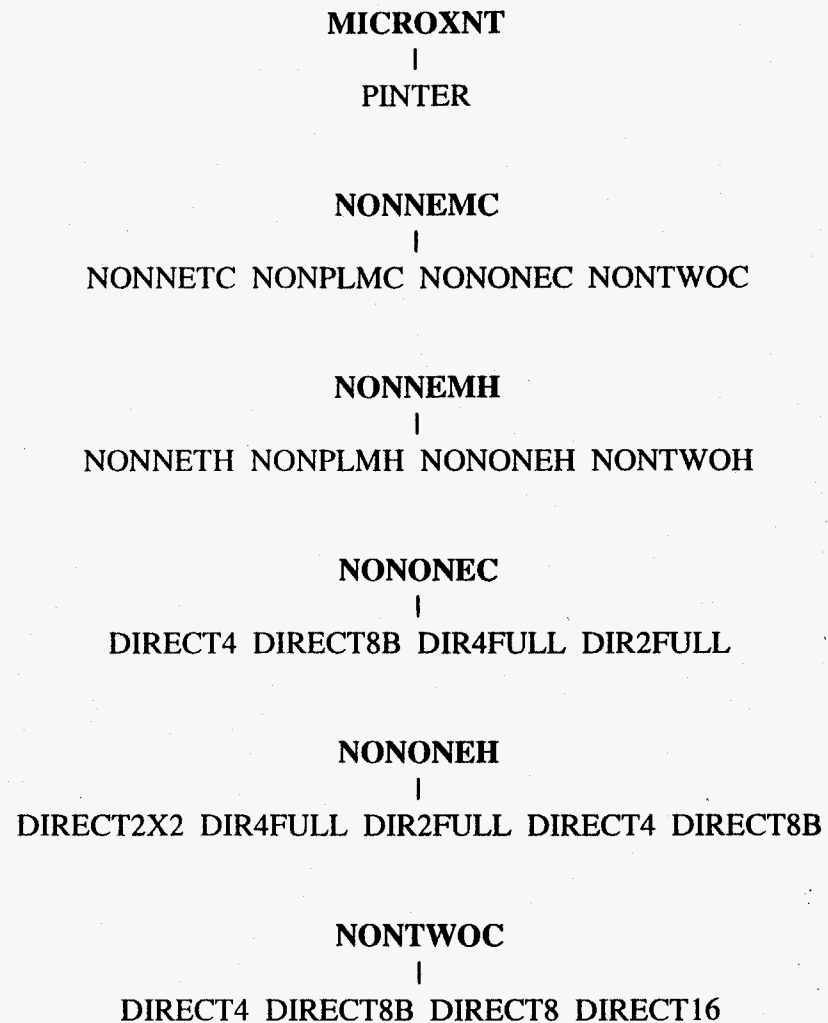 MICROXNT
|
PINTER
NONNEMC
|
NONNETC NONPLMC NONONEC NONTWOC
NONNEMH
|
NONNETH NONPLMH NONONEH NONTWOH
NONONEC
|
DIRECT4 DIRECT8B DIR4FULL DIR2FULL
NONONEH
|
DIRECT2X2 DIR4FULL DIR2FULL DIRECT4 DIRECT8B
NONTWOC
|
DIRECT4 DIRECT8B DIRECT8 DIRECT16